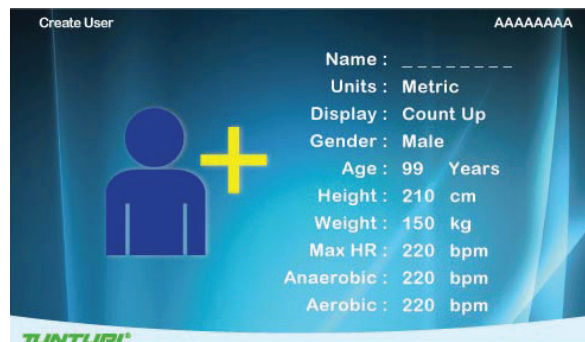 Create User AAAAAAAA
Name : _ _ _ _ _ _ _ _
Units : Metric
Display : Count Up
Gender : Male
Age : 99 Years
Height : 210 cm
Weight : 150 kg
Max HR : 220 bpm
Anaerobic : 220 bpm
Aerobic : 220 bpm
TUNTURI®